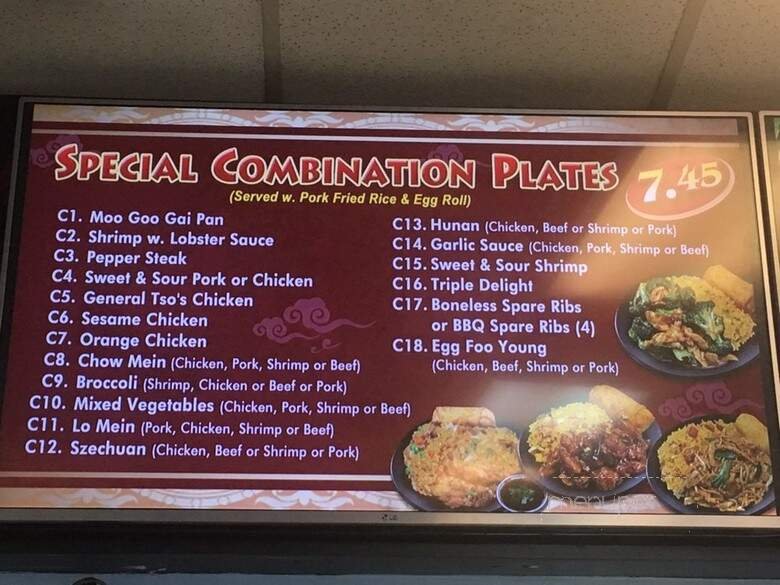 SPECIAL COMBINATION PLATES 7.45
(Served w. Pork Fried Rice & Egg Roll)
C1. Moo Goo Gai Pan
C2. Shrimp w. Lobster Sauce
C3. Pepper Steak
C4. Sweet & Sour Pork or Chicken
C5. General Tso's Chicken
C6. Sesame Chicken
C7. Orange Chicken
C8. Chow Mein (Chicken, Pork, Shrimp or Beef)
C9. Broccoli (Shrimp, Chicken or Beef or Pork)
C10. Mixed Vegetables (Chicken, Pork, Shrimp or Beef)
C11. Lo Mein (Pork, Chicken, Shrimp or Beef)
C12. Szechuan (Chicken, Beef or Shrimp or Pork)
C13. Hunan (Chicken, Beef or Shrimp or Pork)
C14. Garlic Sauce (Chicken, Pork, Shrimp or Beef)
C15. Sweet & Sour Shrimp
C16. Triple Delight
C17. Boneless Spare Ribs
or BBQ Spare Ribs (4)
C18. Egg Foo Young
(Chicken, Beef, Shrimp or Pork)
LG